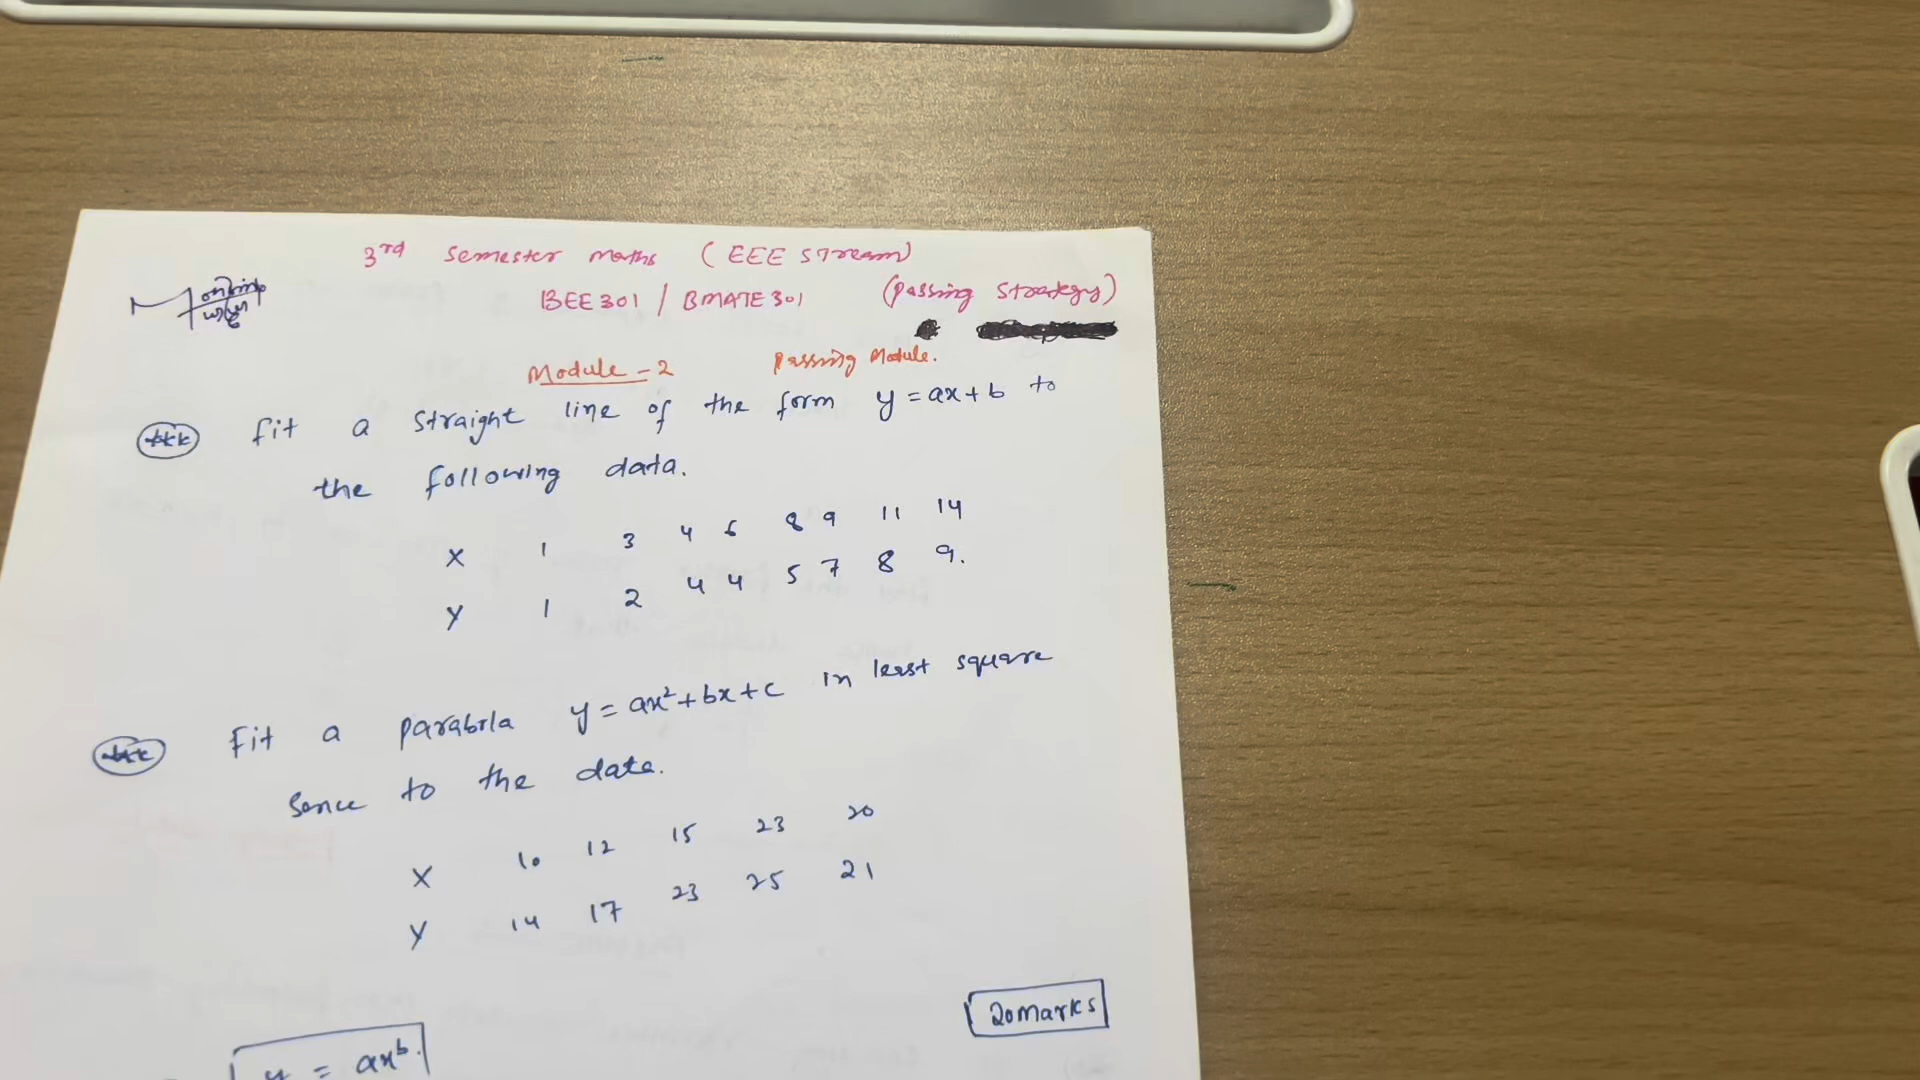 3rd Semester maths (EEE Stream)
BEE301 / BMATE301 (Passing Strategy)
Module - 2 Passing Module.
*** Fit a straight line of the form y = ax + b to
the following data.
X 1 3 4 6 8 9 11 14
Y 1 2 4 4 5 7 8 9.
*** Fit a Parabola y = ax² + bx + c in least square
Sence to the data.
X 10 12 15 23 20
Y 14 17 23 25 21
20marks
y = axᵇ.